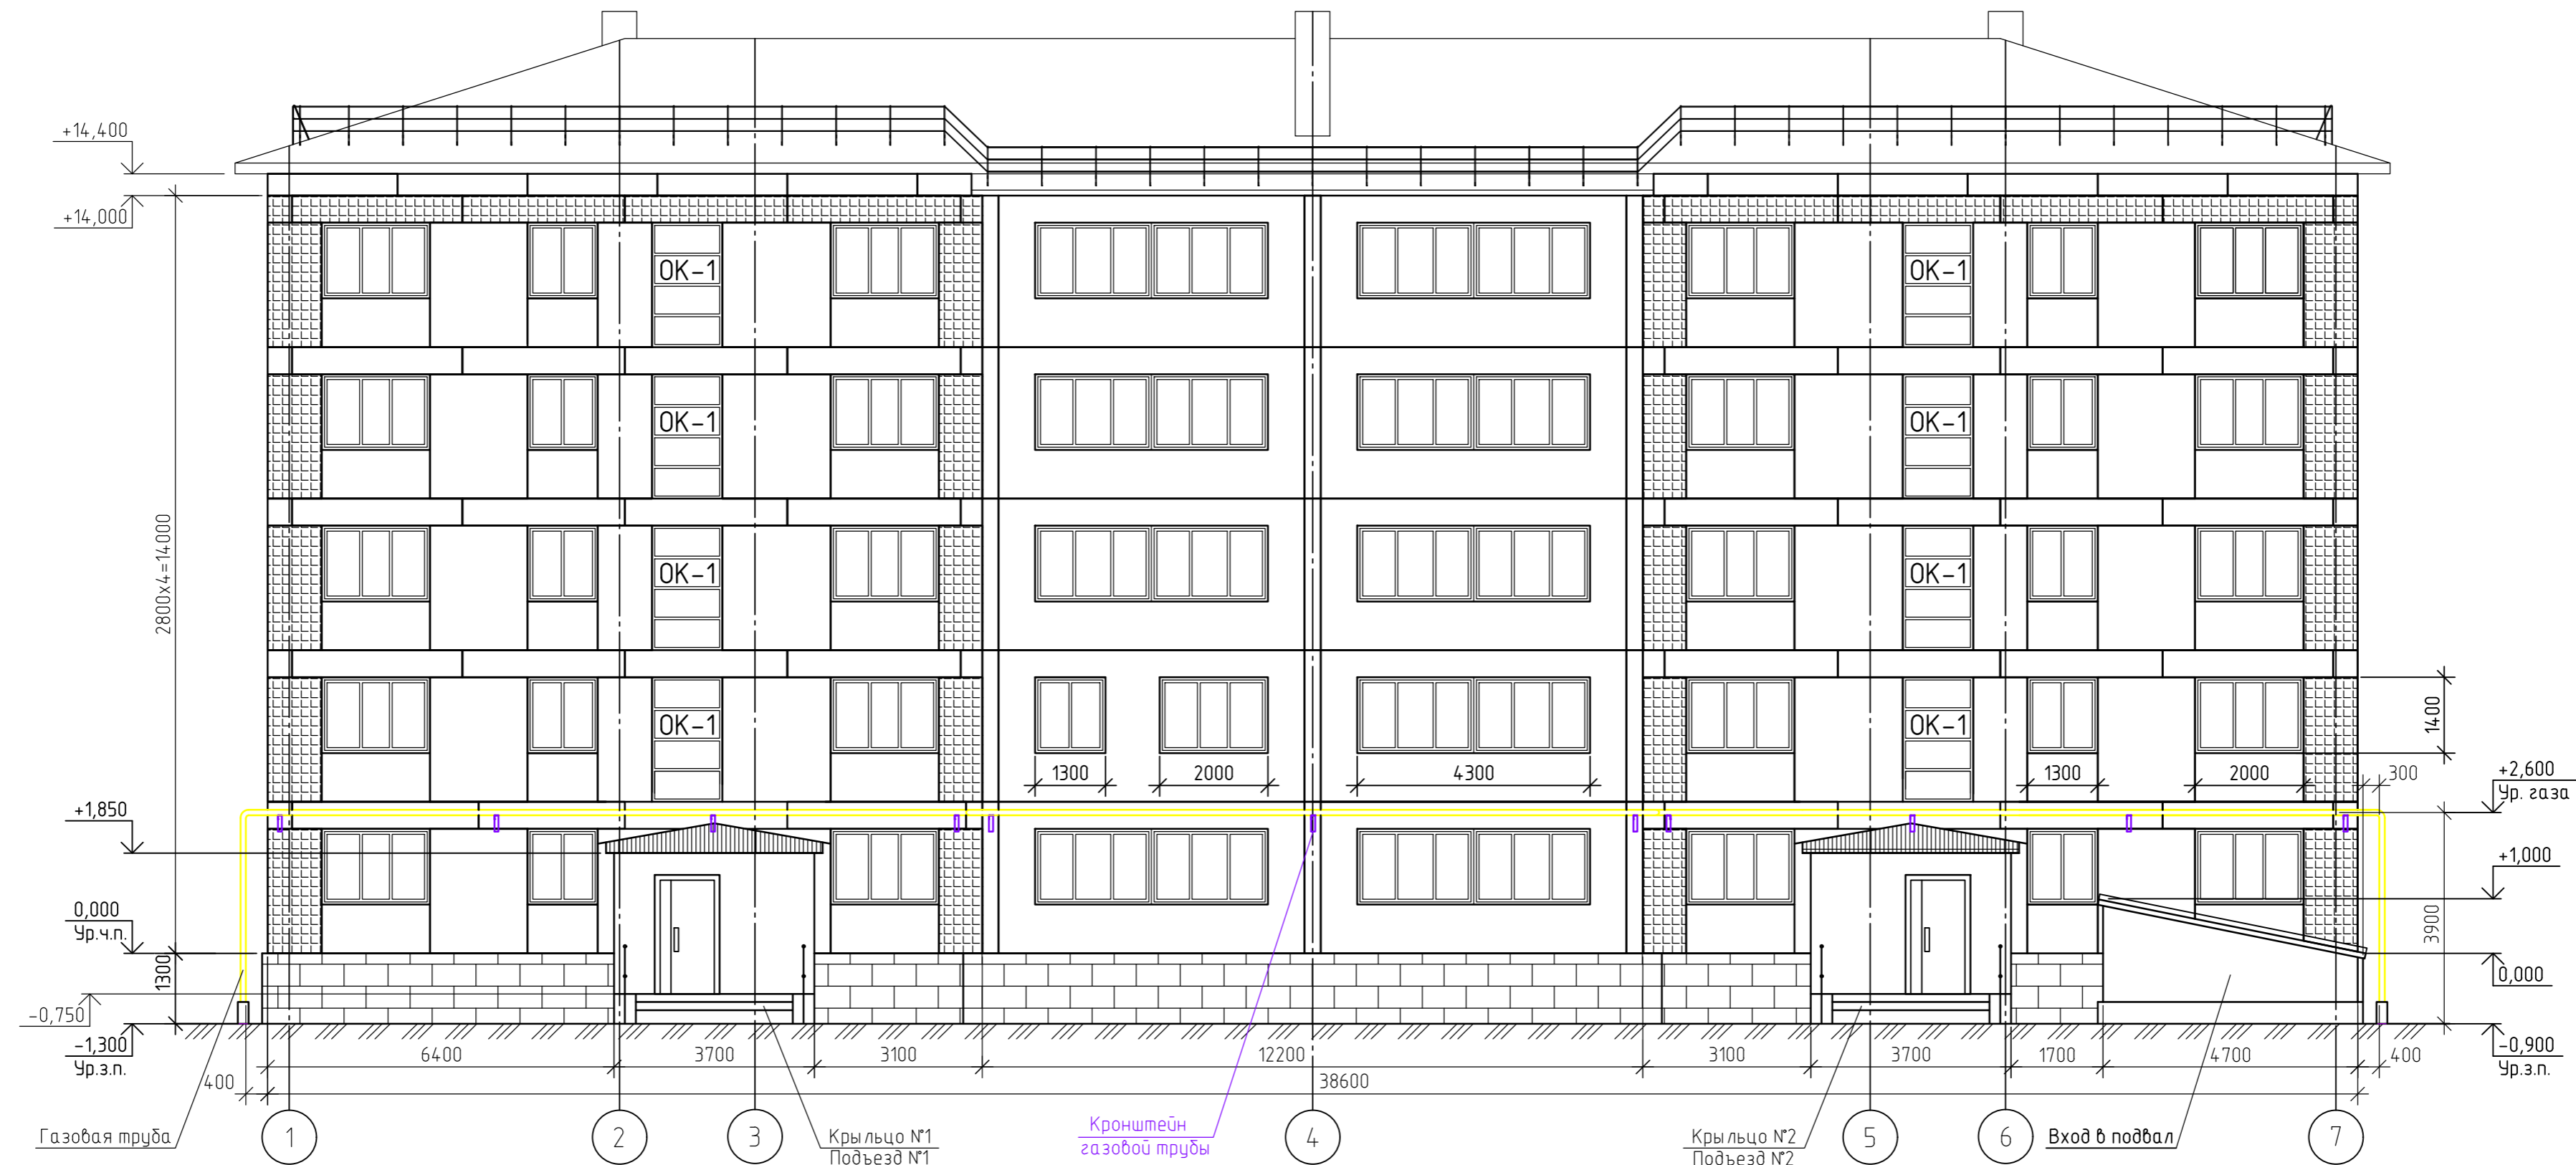 +14,400
+14,000
ОК-1
ОК-1
ОК-1
ОК-1
ОК-1
ОК-1
2800х4=14000
ОК-1
ОК-1
1400
1300
2000
4300
1300
2000
300
+2,600
Ур. газа
+1,850
+1,000
0,000
Ур.ч.п.
1300
3900
0,000
-0,750
-1,300
Ур.з.п.
-0,900
Ур.з.п.
6400
3700
3100
12200
3100
3700
1700
4700
400
400
38600
Газовая труба
1
2
3
Крыльцо №1
Подъезд №1
Кронштейн
газовой трубы
4
Крыльцо №2
Подъезд №2
5
6
Вход в подвал
7